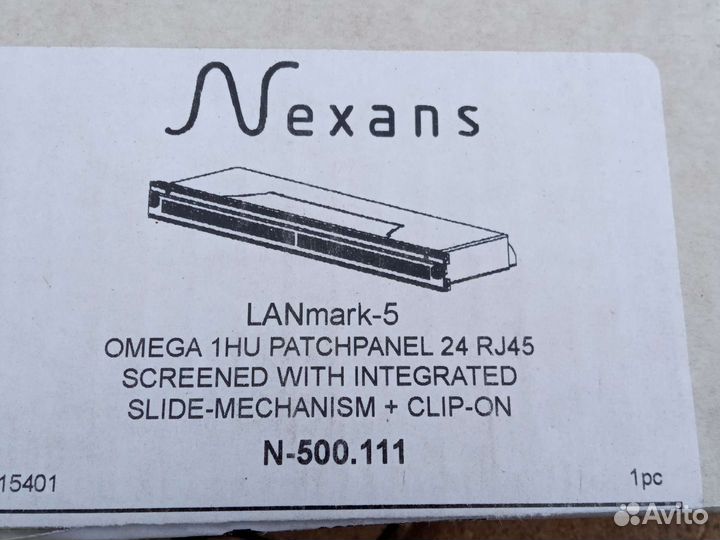 Nexans
LANmark-5
OMEGA 1HU PATCHPANEL 24 RJ45
SCREENED WITH INTEGRATED
SLIDE-MECHANISM + CLIP-ON
N-500.111
15401 1pc
Avito